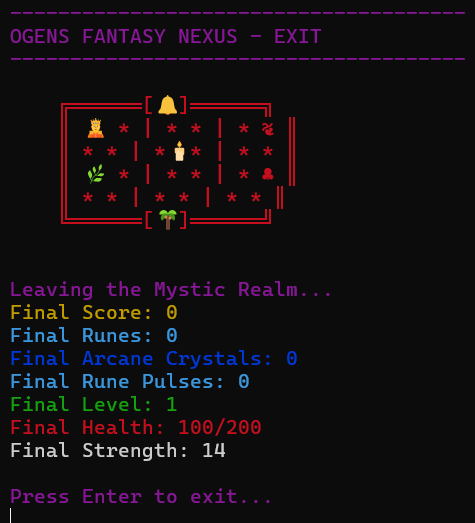 ----------------------------------------
OGENS FANTASY NEXUS - EXIT
----------------------------------------
╔══════[🔔]══════╗
║ 👸 * | * * | * ❧ ║
║ * * | * 🕯 * | * * ║
║ 🌿 * | * * | * ♣ ║
║ * * | * * | * * ║
╚══════[🌴]══════╝
Leaving the Mystic Realm...
Final Score: 0
Final Runes: 0
Final Arcane Crystals: 0
Final Rune Pulses: 0
Final Level: 1
Final Health: 100/200
Final Strength: 14
Press Enter to exit...